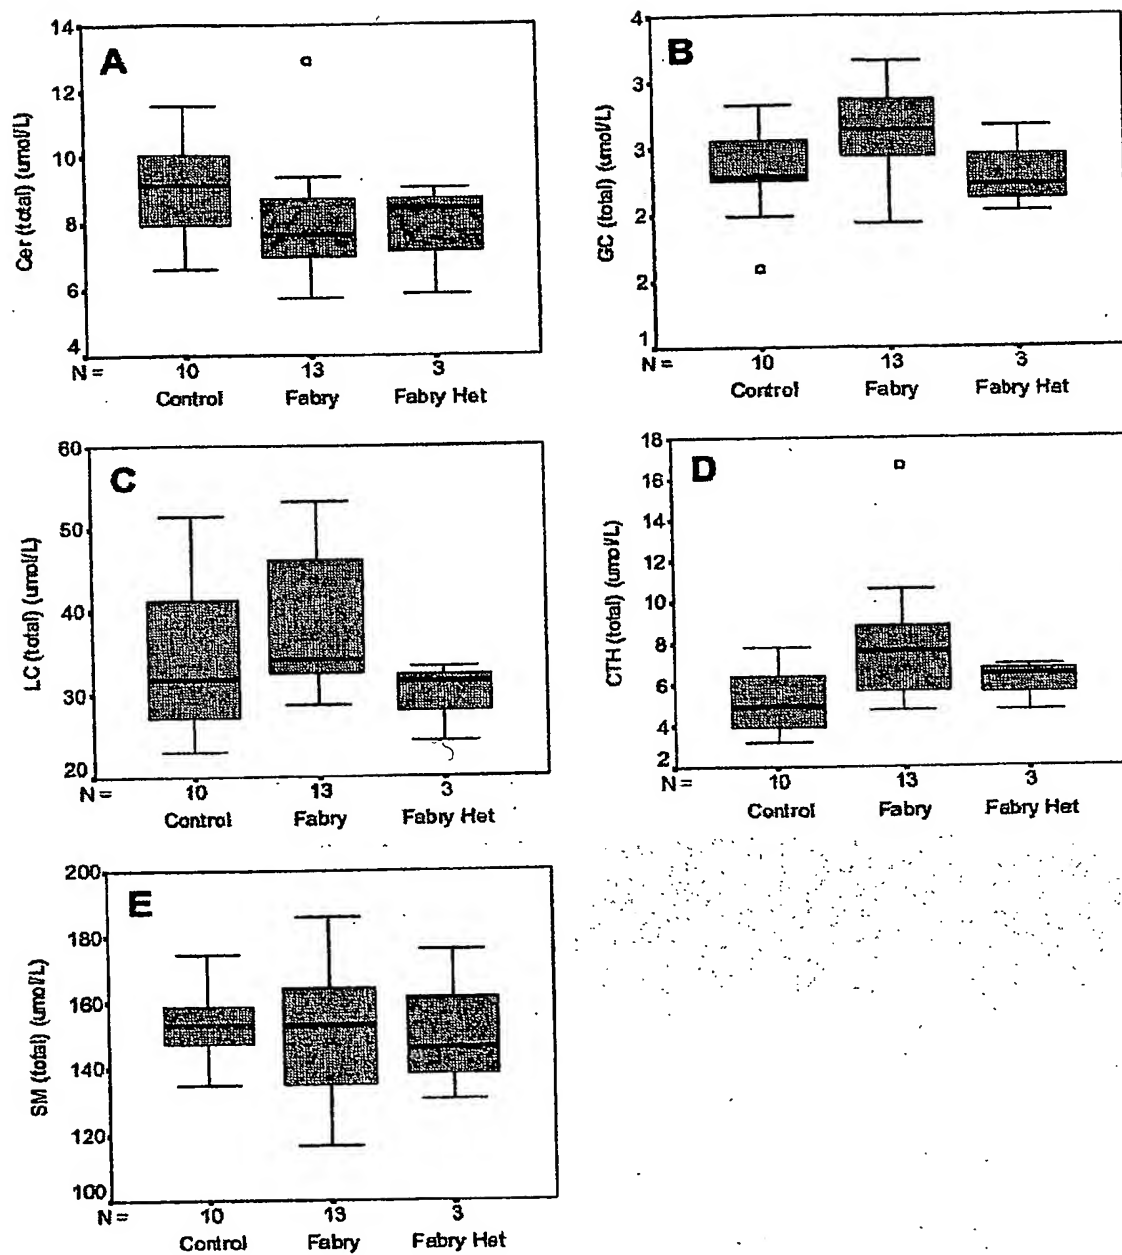 A
Cer (total) (umol/L)
14
12
10
8
6
4
N = 10 13 3
Control Fabry Fabry Het
B
GC (total) (umol/L)
4
3
3
2
2
1
N = 10 13 3
Control Fabry Fabry Het
C
LC (total) (umol/L)
60
50
40
30
20
N = 10 13 3
Control Fabry Fabry Het
D
CTH (total) (umol/L)
18
16
14
12
10
8
6
4
2
N = 10 13 3
Control Fabry Fabry Het
E
SM (total) (umol/L)
200
180
160
140
120
100
N = 10 13 3
Control Fabry Fabry Het